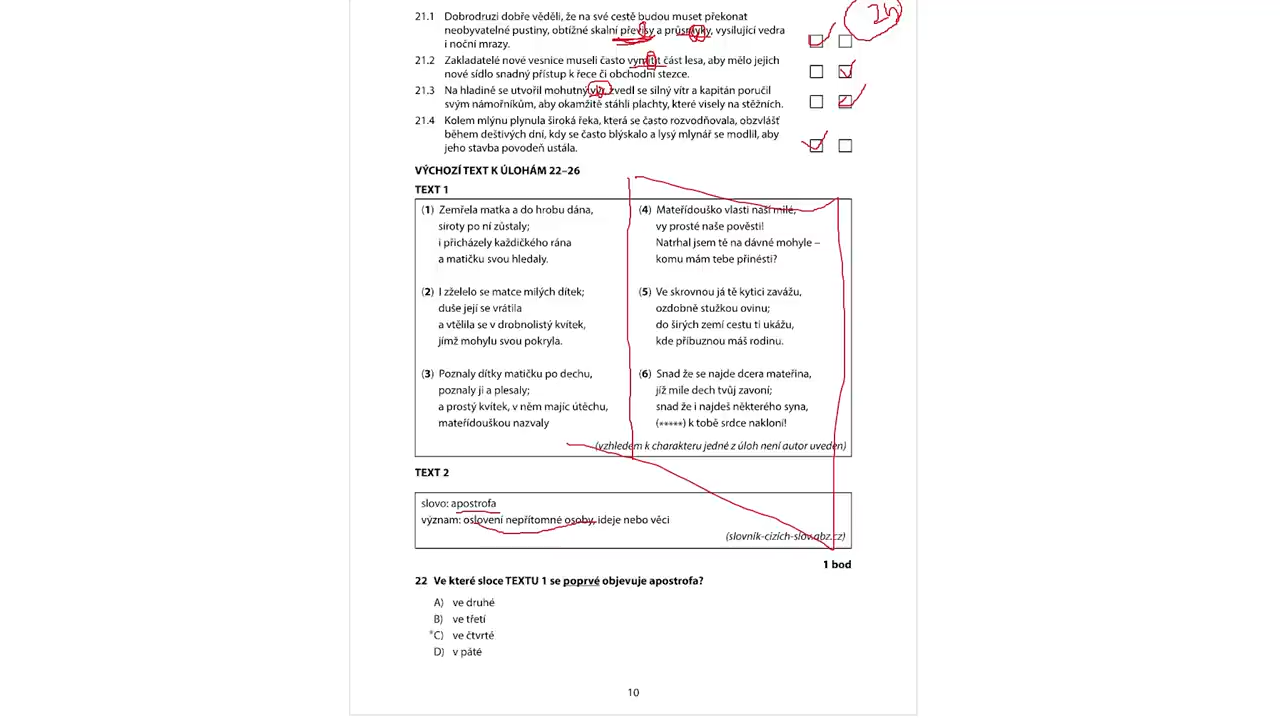 21.1 Dobrodruzi dobře věděli, že na své cestě budou muset překonat
neobyvatelné pustiny, obtížné skalní převisy a průsmyky, vysilující vedra
i noční mrazy.
21.2 Zakladatelé nové vesnice museli často vymýtit část lesa, aby mělo jejich
nové sídlo snadný přístup k řece či obchodní stezce.
21.3 Na hladině se utvořil mohutný vír, zvedl se silný vítr a kapitán poručil
svým námořníkům, aby okamžitě stáhli plachty, které visely na stěžních.
21.4 Kolem mlýnu plynula široká řeka, která se často rozvodňovala, obzvlášť
během deštivých dní, kdy se často blýskalo a lysý mlynář se modlil, aby
jeho stavba povodeň ustála.
VÝCHOZÍ TEXT K ÚLOHÁM 22–26
TEXT 1
(1) Zemřela matka a do hrobu dána,
siroty po ní zůstaly;
i přicházely každičkého rána
a matičku svou hledaly.
(2) I zželelo se matce milých dítek;
duše její se vrátila
a vtělila se v drobnolistý kvítek,
jímž mohylu svou pokryla.
(3) Poznaly dítky matičku po dechu,
poznaly ji a plesaly;
a prostý kvítek, v něm majíc útěchu,
mateřídouškou nazvaly
(4) Mateřídouško vlasti naší milé,
vy prosté naše pověsti!
Natrhal jsem tě na dávné mohyle –
komu mám tebe přinésti?
(5) Ve skrovnou já tě kytici zavážu,
ozdobně stužkou ovinu;
do širých zemí cestu ti ukážu,
kde příbuznou máš rodinu.
(6) Snad že se najde dcera mateřina,
jíž mile dech tvůj zavoní;
snad že i najdeš některého syna,
(*****) k tobě srdce nakloní!
(vzhledem k charakteru jedné z úloh není autor uveden)
TEXT 2
slovo: apostrofa
význam: oslovení nepřítomné osoby, ideje nebo věci
(slovník-cizích-slov.abz.cz)
1 bod
22 Ve které sloce TEXTU 1 se poprvé objevuje apostrofa?
A) ve druhé
B) ve třetí
*C) ve čtvrté
D) v páté
10